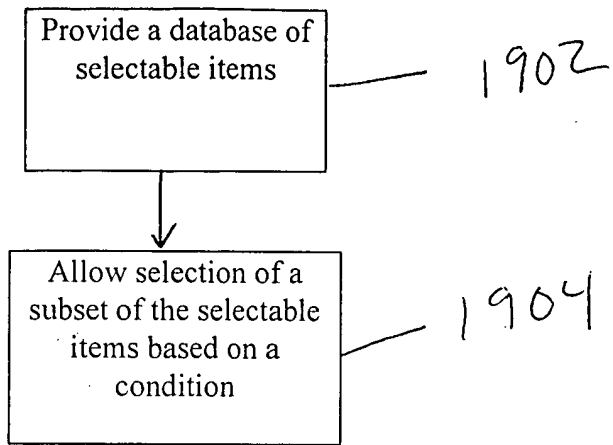 Provide a database of
selectable items
1902
Allow selection of a
subset of the selectable
items based on a
condition
1904